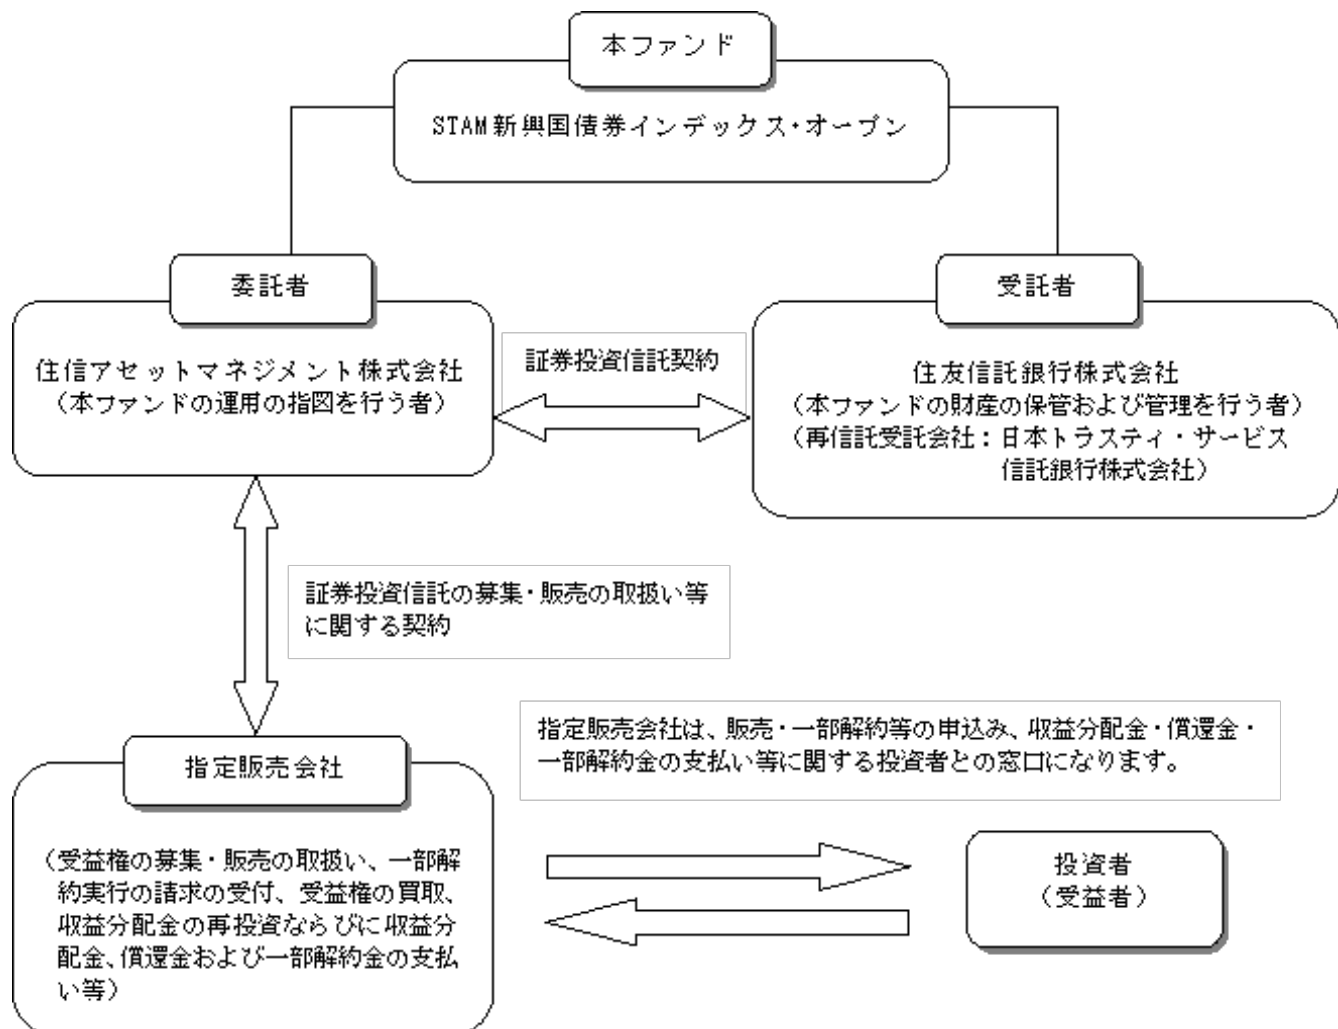 本ファンド
STAM新興国債券インデックス・オープン
委託者
住信アセットマネジメント株式会社
（本ファンドの運用の指図を行う者）
証券投資信託契約
受託者
住友信託銀行株式会社
（本ファンドの財産の保管および管理を行う者）
（再信託受託会社：日本トラスティ・サービス
信託銀行株式会社）
証券投資信託の募集・販売の取扱い等
に関する契約
指定販売会社は、販売・一部解約等の申込み、収益分配金・償還金・
一部解約金の支払い等に関する投資者との窓口になります。
指定販売会社
（受益権の募集・販売の取扱い、一部解
約実行の請求の受付、受益権の買取、
収益分配金の再投資ならびに収益分
配金、償還金および一部解約金の支払
い等）
投資者
（受益者）